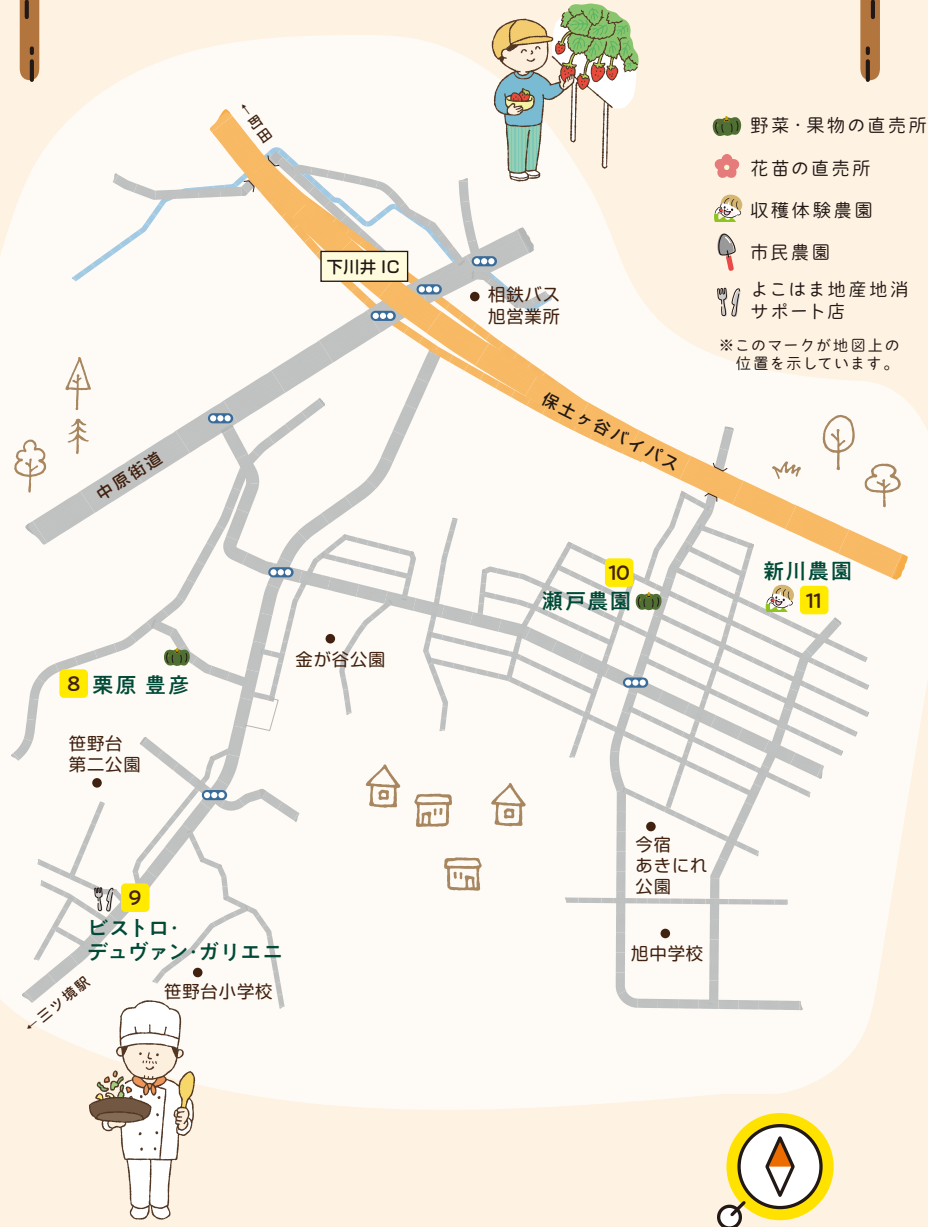 ←町田
野菜・果物の直売所
花苗の直売所
収穫体験農園
市民農園
よこはま地産地消
サポート店
※このマークが地図上の
位置を示しています。
下川井 IC
相鉄バス
旭営業所
保土ヶ谷バイパス
中原街道
10
瀬戸農園
新川農園
11
金が谷公園
8 栗原 豊彦
笹野台
第二公園
今宿
あきにれ
公園
9
ビストロ・
デュヴァン・ガリエニ
旭中学校
笹野台小学校
←三ツ境駅